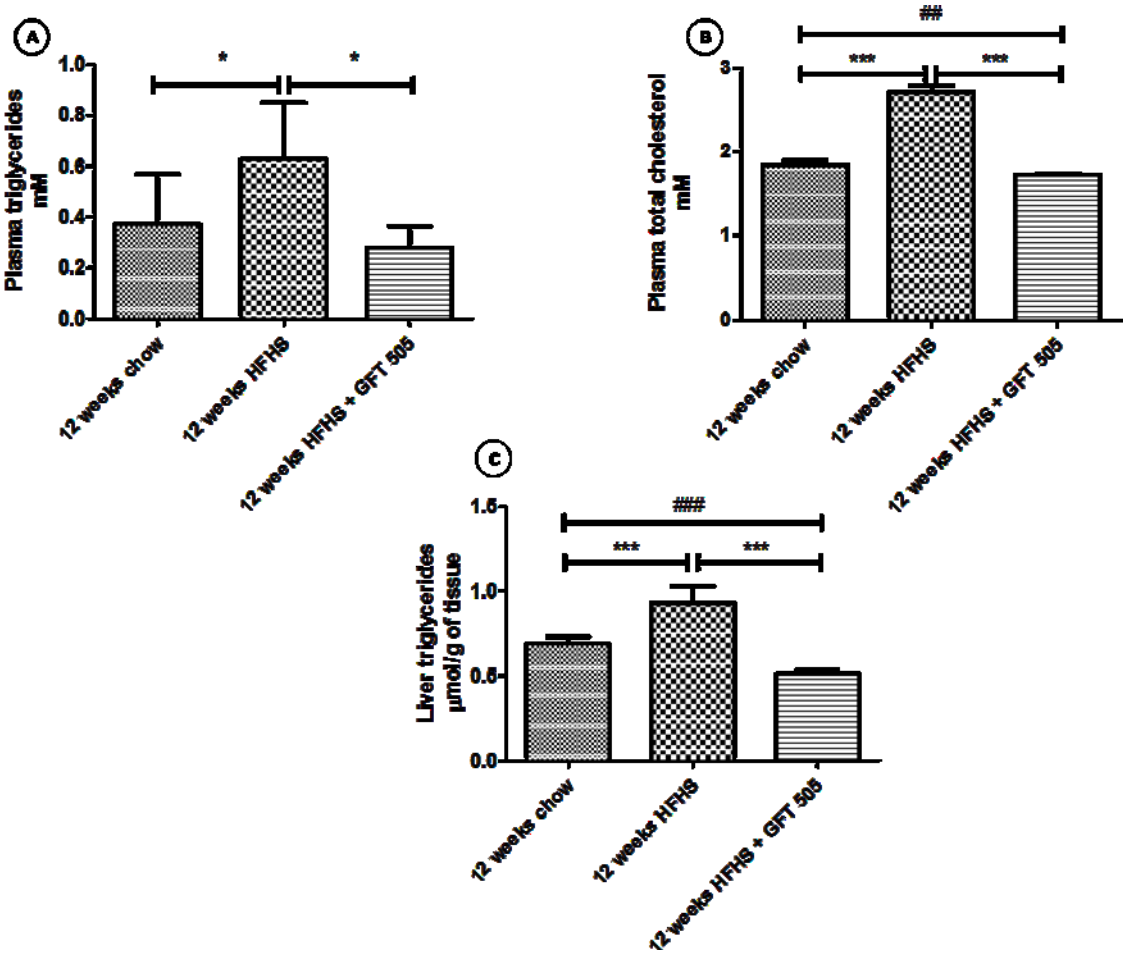 A
*
*
Plasma triglycerides
mM
1.0
0.8
0.6
0.4
0.2
0.0
12 weeks chow
12 weeks HFHS
12 weeks HFHS + GFT 505
B
##
***
***
Plasma total cholesterol
mM
3
2
1
0
12 weeks chow
12 weeks HFHS
12 weeks HFHS + GFT 505
C
###
***
***
Liver triglycerides
µmol/g of tissue
1.5
1.0
0.5
0.0
12 weeks chow
12 weeks HFHS
12 weeks HFHS + GFT 505